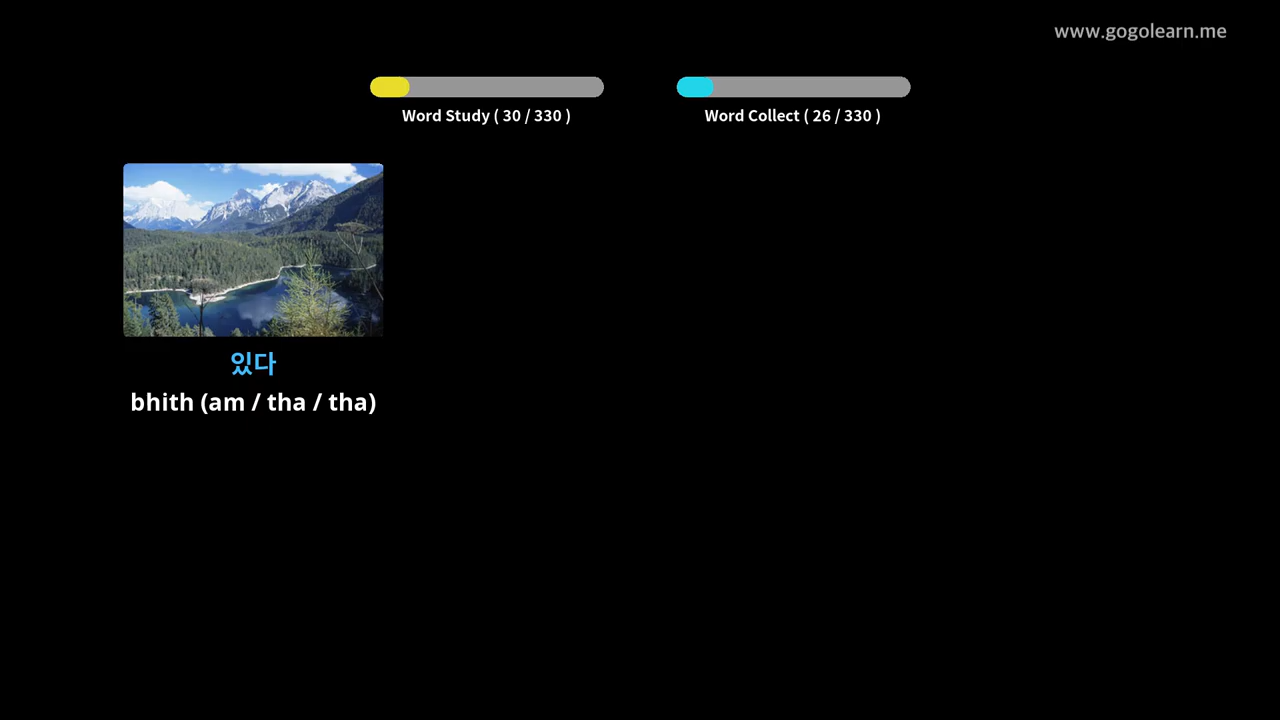 www.gogolearn.me
Word Study ( 30 / 330 )
Word Collect ( 26 / 330 )
있다
bhith (am / tha / tha)